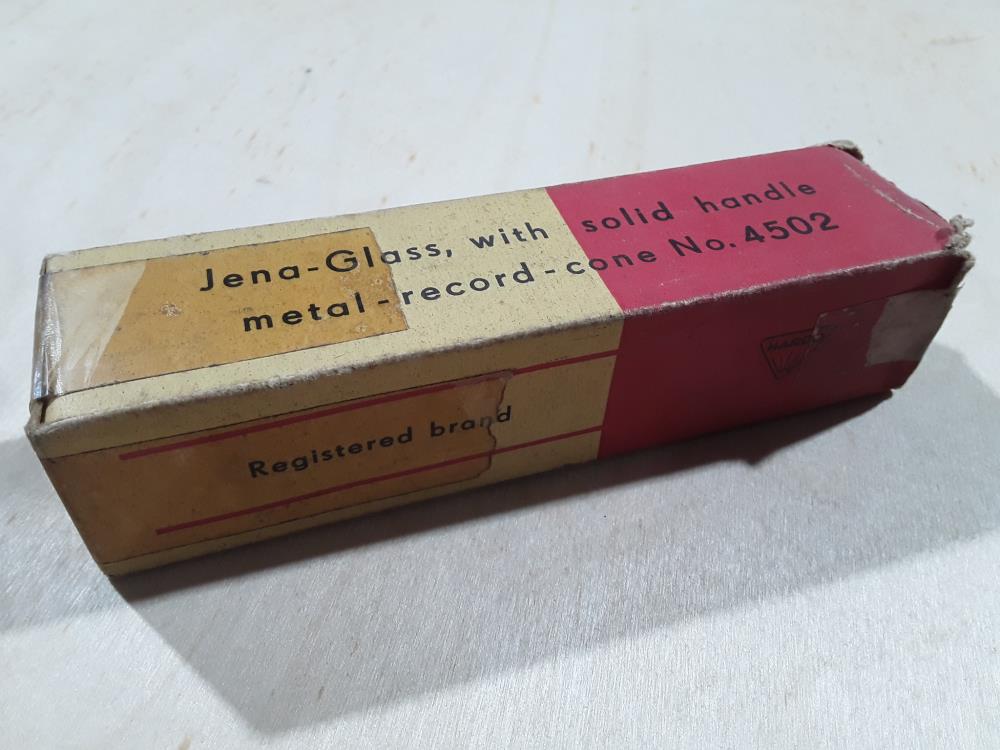 Jena-Glass, with solid handle
metal-record-cone No. 4502
Registered brand